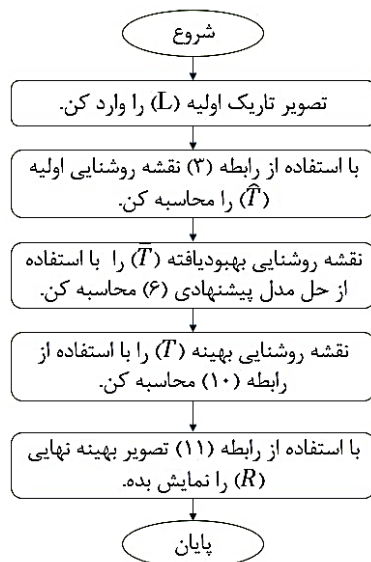 شروع
تصویر تاریک اولیه (L) را وارد کن.
با استفاده از رابطه (۳) نقشه روشنایی اولیه
(T̂) را محاسبه کن.
نقشه روشنایی بهبودیافته (T̄) را با استفاده
از حل مدل پیشنهادی (۶) محاسبه کن.
نقشه روشنایی بهینه (T) را با استفاده از
رابطه (۱۰) محاسبه کن.
با استفاده از رابطه (۱۱) تصویر بهینه نهایی
(R) را نمایش بده.
پایان